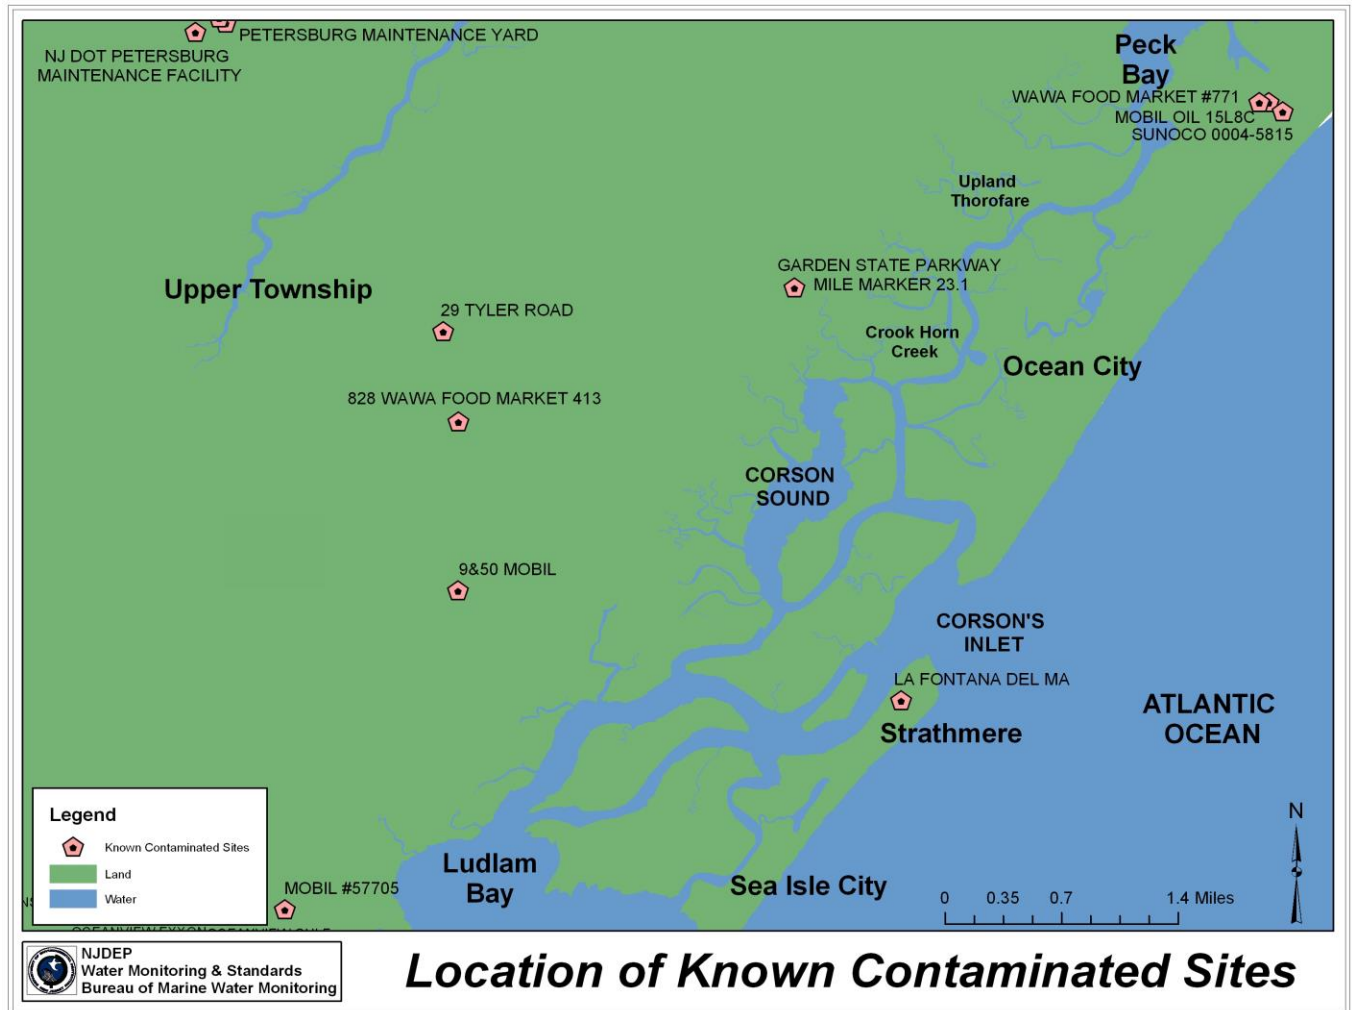 PETERSBURG MAINTENANCE YARD
NJ DOT PETERSBURG
MAINTENANCE FACILITY
Peck
Bay
WAWA FOOD MARKET #771
MOBIL OIL 15L8C
SUNOCO 0004-5815
Upland
Thorofare
GARDEN STATE PARKWAY
MILE MARKER 23.1
Upper Township
29 TYLER ROAD
Crook Horn
Creek
Ocean City
828 WAWA FOOD MARKET 413
CORSON
SOUND
9&50 MOBIL
CORSON'S
INLET
LA FONTANA DEL MA
Strathmere
ATLANTIC
OCEAN
Legend
Known Contaminated Sites
Land
Water
N
Ludlam
Bay
MOBIL #57705
Sea Isle City
0 0.35 0.7 1.4 Miles
NJDEP
Water Monitoring & Standards
Bureau of Marine Water Monitoring
Location of Known Contaminated Sites